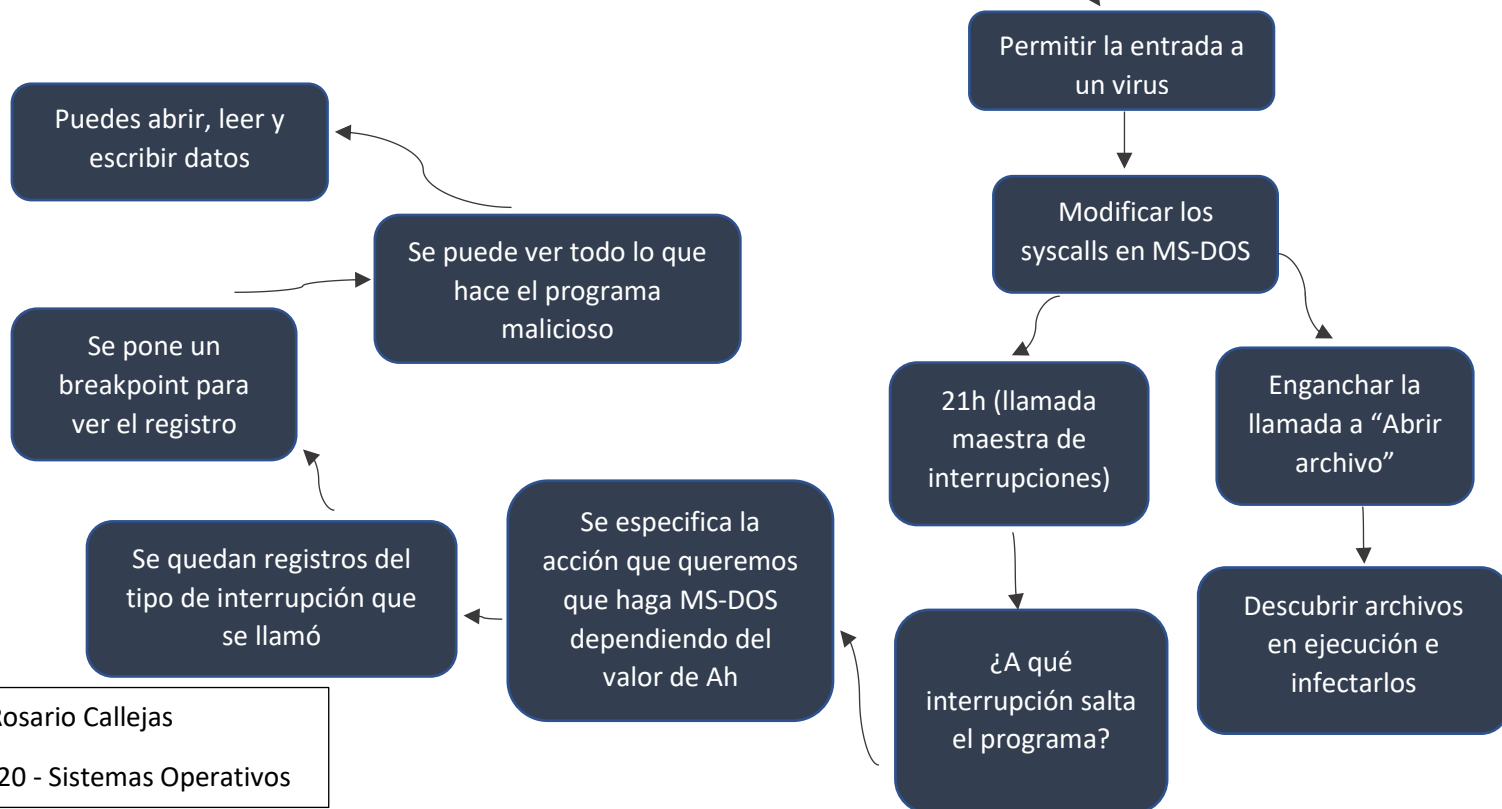 Permitir la entrada a
un virus
Modificar los
syscalls en MS-DOS
21h (llamada
maestra de
interrupciones)
Enganchar la
llamada a “Abrir
archivo”
Descubrir archivos
en ejecución e
infectarlos
¿A qué
interrupción salta
el programa?
Se especifica la
acción que queremos
que haga MS-DOS
dependiendo del
valor de Ah
Se quedan registros del
tipo de interrupción que
se llamó
Se pone un
breakpoint para
ver el registro
Se puede ver todo lo que
hace el programa
malicioso
Puedes abrir, leer y
escribir datos
Rosario Callejas
20 - Sistemas Operativos